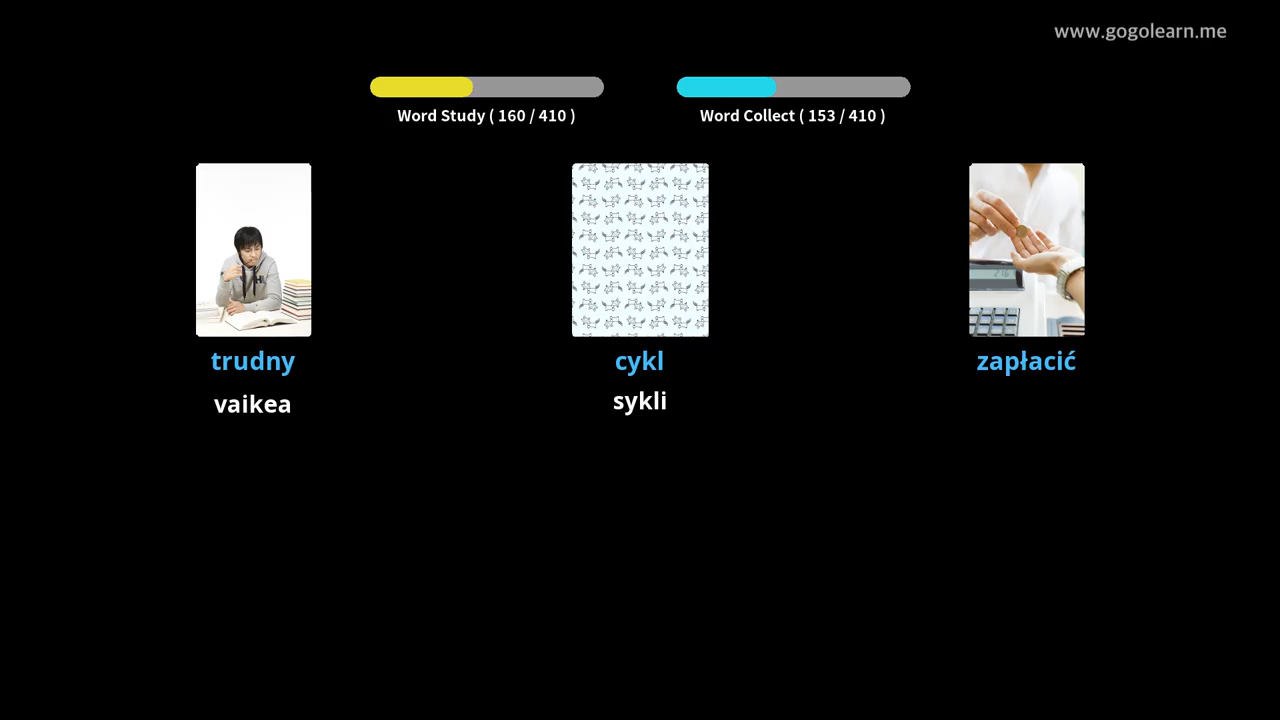 www.gogolearn.me
Word Study ( 160 / 410 )
Word Collect ( 153 / 410 )
trudny
cykl
zapłacić
vaikea
sykli